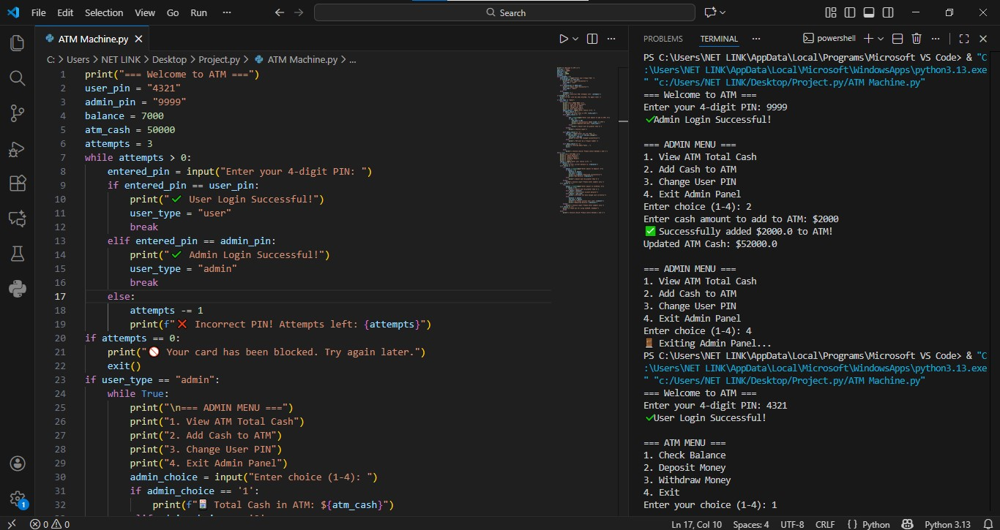 File Edit Selection View Go Run ···
Search
ATM Machine.py
C: > Users > NET LINK > Desktop > Project.py > ATM Machine.py > ...
1 print("=== Welcome to ATM ===")
2 user_pin = "4321"
3 admin_pin = "9999"
4 balance = 7000
5 atm_cash = 50000
6 attempts = 3
7 while attempts > 0:
8     entered_pin = input("Enter your 4-digit PIN: ")
9     if entered_pin == user_pin:
10         print("✔ User Login Successful!")
11         user_type = "user"
12         break
13     elif entered_pin == admin_pin:
14         print("✔ Admin Login Successful!")
15         user_type = "admin"
16         break
17     else:
18         attempts -= 1
19         print(f"❌ Incorrect PIN! Attempts left: {attempts}")
20 if attempts == 0:
21     print("🚫 Your card has been blocked. Try again later.")
22     exit()
23 if user_type == "admin":
24     while True:
25         print("\n=== ADMIN MENU ===")
26         print("1. View ATM Total Cash")
27         print("2. Add Cash to ATM")
28         print("3. Change User PIN")
29         print("4. Exit Admin Panel")
30         admin_choice = input("Enter choice (1-4): ")
31         if admin_choice == '1':
32             print(f"🧾 Total Cash in ATM: ${atm_cash}")
PROBLEMS TERMINAL ···
powershell
PS C:\Users\NET LINK\AppData\Local\Programs\Microsoft VS Code> & "C
:\Users\NET LINK\AppData\Local\Microsoft\WindowsApps\python3.13.exe
" "c:/Users/NET LINK/Desktop/Project.py/ATM Machine.py"
=== Welcome to ATM ===
Enter your 4-digit PIN: 9999
✔Admin Login Successful!
=== ADMIN MENU ===
1. View ATM Total Cash
2. Add Cash to ATM
3. Change User PIN
4. Exit Admin Panel
Enter choice (1-4): 2
Enter cash amount to add to ATM: $2000
✅ Successfully added $2000.0 to ATM!
Updated ATM Cash: $52000.0
=== ADMIN MENU ===
1. View ATM Total Cash
2. Add Cash to ATM
3. Change User PIN
4. Exit Admin Panel
Enter choice (1-4): 4
🚪 Exiting Admin Panel...
PS C:\Users\NET LINK\AppData\Local\Programs\Microsoft VS Code> & "C
:\Users\NET LINK\AppData\Local\Microsoft\WindowsApps\python3.13.exe
" "c:/Users/NET LINK/Desktop/Project.py/ATM Machine.py"
=== Welcome to ATM ===
Enter your 4-digit PIN: 4321
✔User Login Successful!
=== ATM MENU ===
1. Check Balance
2. Deposit Money
3. Withdraw Money
4. Exit
Enter your choice (1-4): 1
1
0 0
Ln 17, Col 10 Spaces: 4 UTF-8 CRLF { } Python Python 3.13